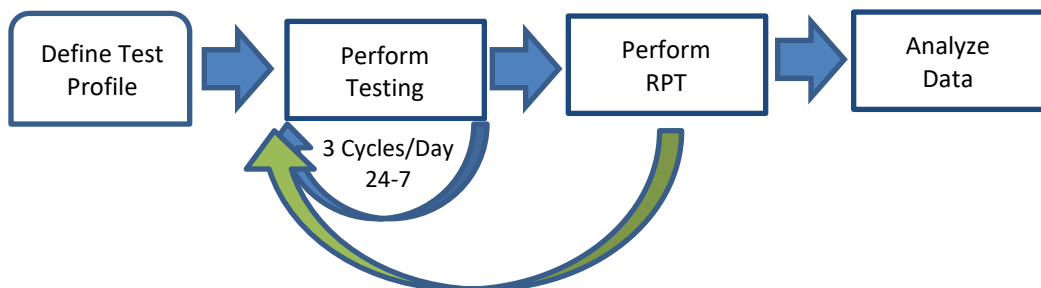 Define Test
Profile
Perform
Testing
Perform
RPT
Analyze
Data
3 Cycles/Day
24-7